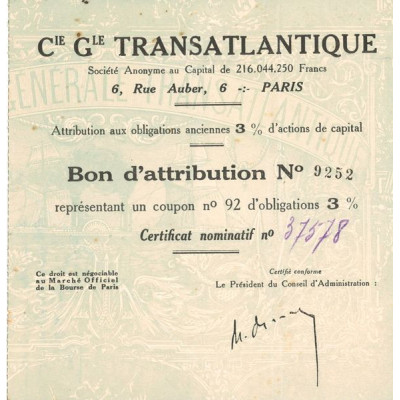 Cie Gle TRANSATLANTIQUE
Société Anonyme au Capital de 216.044.250 Francs
6, Rue Auber, 6 -:- PARIS
Attribution aux obligations anciennes 3 % d'actions de capital
Bon d'attribution No 9252
représentant un coupon no 92 d'obligations 3 %
Certificat nominatif no 37578
Ce droit est négociable
au Marché Officiel
de la Bourse de Paris
Certifié conforme
Le Président du Conseil d'Administration :